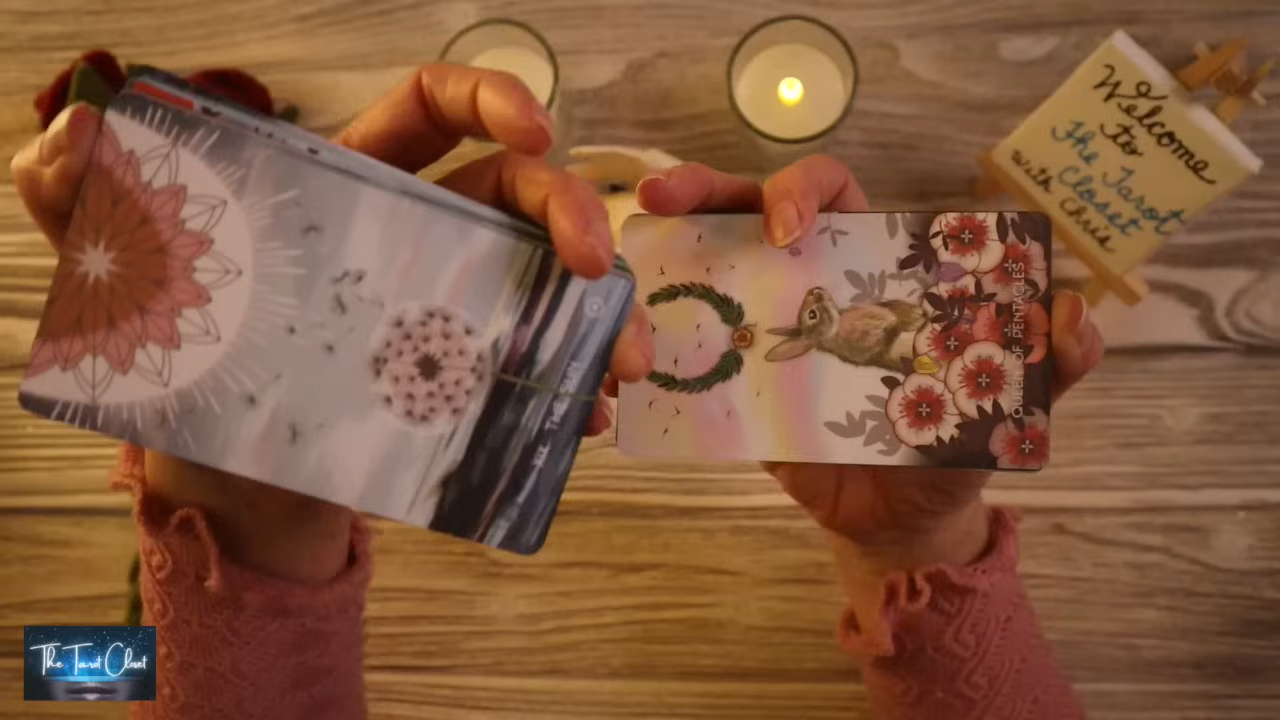 Welcome
to
The Tarot
Closet
with Chris
QUEEN OF PENTACLES
XIX THE SUN
The Tarot Closet